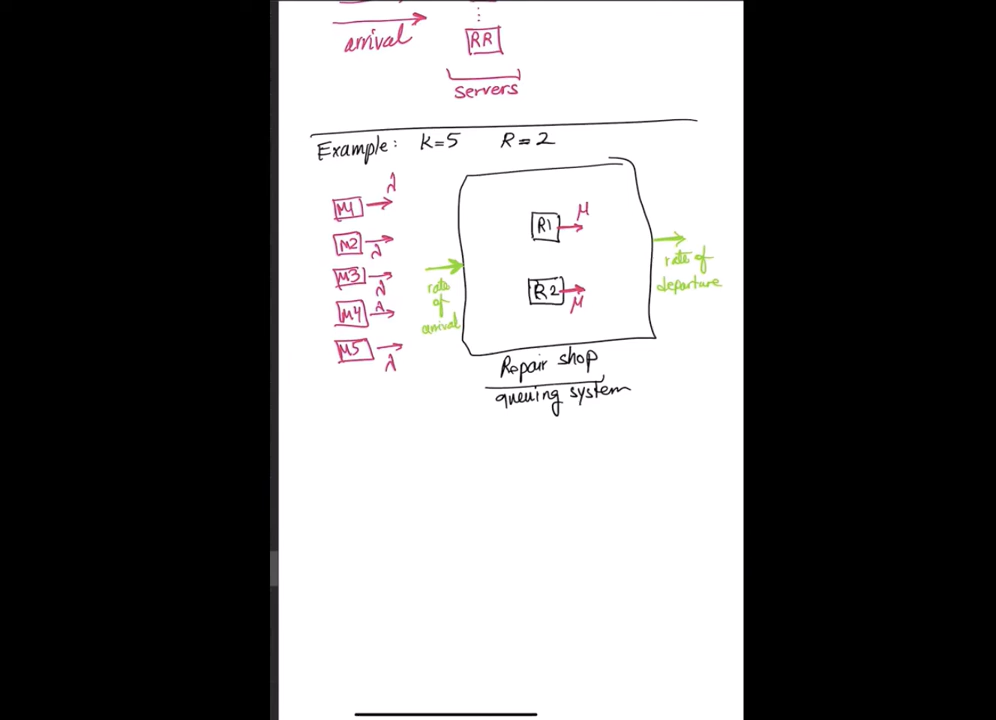 arrival
⋮
RR
servers
Example: K=5 R=2
M1 λ
M2 λ
M3 λ
M4 λ
M5 λ
rate
of
arrival
R1 μ
R2 μ
rate of
departure
Repair shop
queuing system